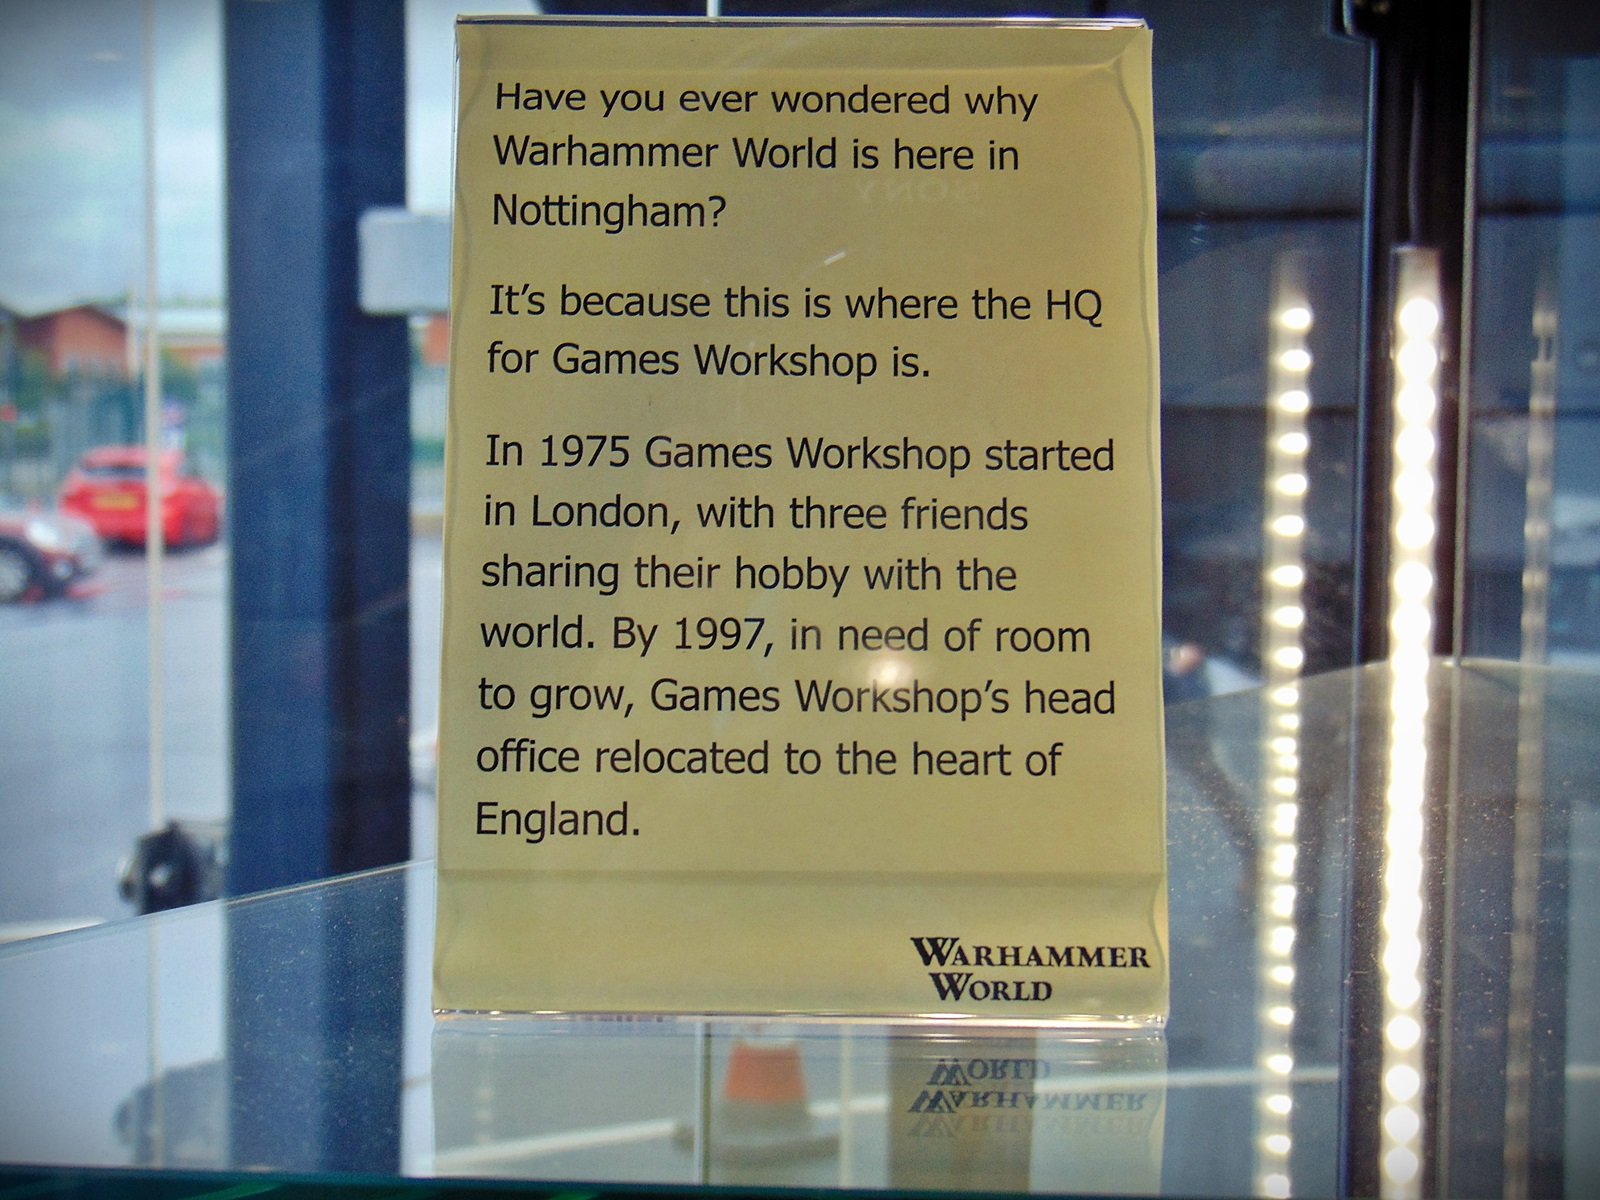 Have you ever wondered why
Warhammer World is here in
Nottingham?
It's because this is where the HQ
for Games Workshop is.
In 1975 Games Workshop started
in London, with three friends
sharing their hobby with the
world. By 1997, in need of room
to grow, Games Workshop's head
office relocated to the heart of
England.
WARHAMMER
WORLD